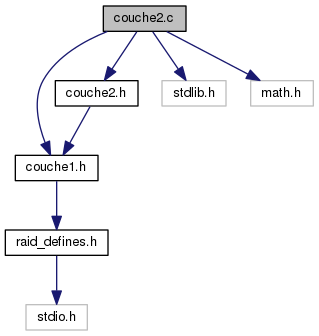 couche2.c
couche2.h
stdlib.h
math.h
couche1.h
raid_defines.h
stdio.h